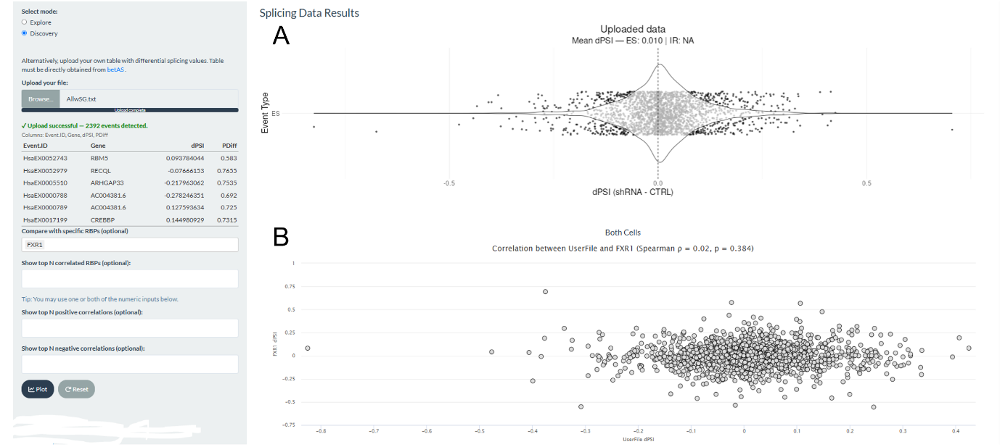 Select mode:
Explore
Discovery
Alternatively, upload your own table with differential splicing values. Table
must be directly obtained from betAS .
Upload your file:
Browse... AllwSG.txt
Upload complete
✓ Upload successful — 2392 events detected.
Columns: Event.ID, Gene, dPSI, PDiff
Event.ID Gene dPSI PDiff
HsaEX0052743 RBM5 0.093784044 0.583
HsaEX0052979 RECQL -0.07666153 0.7655
HsaEX0005510 ARHGAP33 -0.217963062 0.7535
HsaEX0000788 AC004381.6 -0.278246351 0.692
HsaEX0000789 AC004381.6 0.127593634 0.725
HsaEX0017199 CREBBP 0.144980929 0.7315
Compare with specific RBPs (optional)
FXR1
Show top N correlated RBPs (optional):
Tip: You may use one or both of the numeric inputs below.
Show top N positive correlations (optional):
Show top N negative correlations (optional):
Plot Reset
Splicing Data Results
A
Uploaded data
Mean dPSI — ES: 0.010 | IR: NA
Event Type
ES
-0.5 0.0 0.5
dPSI (shRNA - CTRL)
B
Both Cells
Correlation between UserFile and FXR1 (Spearman ρ = 0.02, p = 0.384)
FXR1 dPSI
1
0.75
0.5
0.25
0
−0.25
−0.5
−0.75
−0.8 −0.7 −0.6 −0.5 −0.4 −0.3 −0.2 −0.1 0 0.1 0.2 0.3 0.4
UserFile dPSI